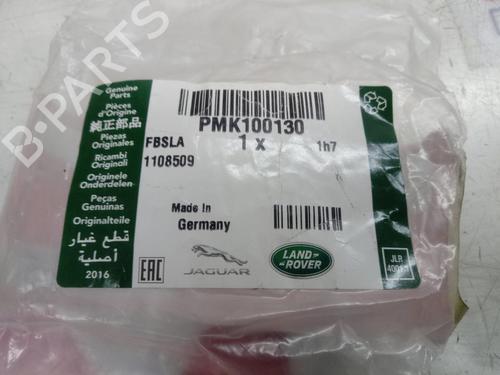 Genuine
Parts
Pièces
d'Origine
純正部品
Piezas
Originales
Ricambi
Originali
Originele
Onderdelen
Peças
Genuinas
Originalteile
قطع غيار
أصلية
2016
PMK100130
FBSLA
1 x
1h7
1108509
Made In
Germany
EAC
JAGUAR
LAND
ROVER
JLR
B-PARTS